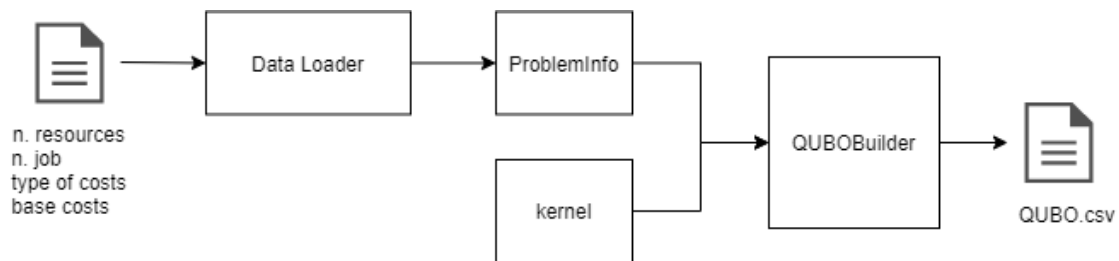 n. resources
n. job
type of costs
base costs
Data Loader
ProblemInfo
kernel
QUBOBuilder
QUBO.csv